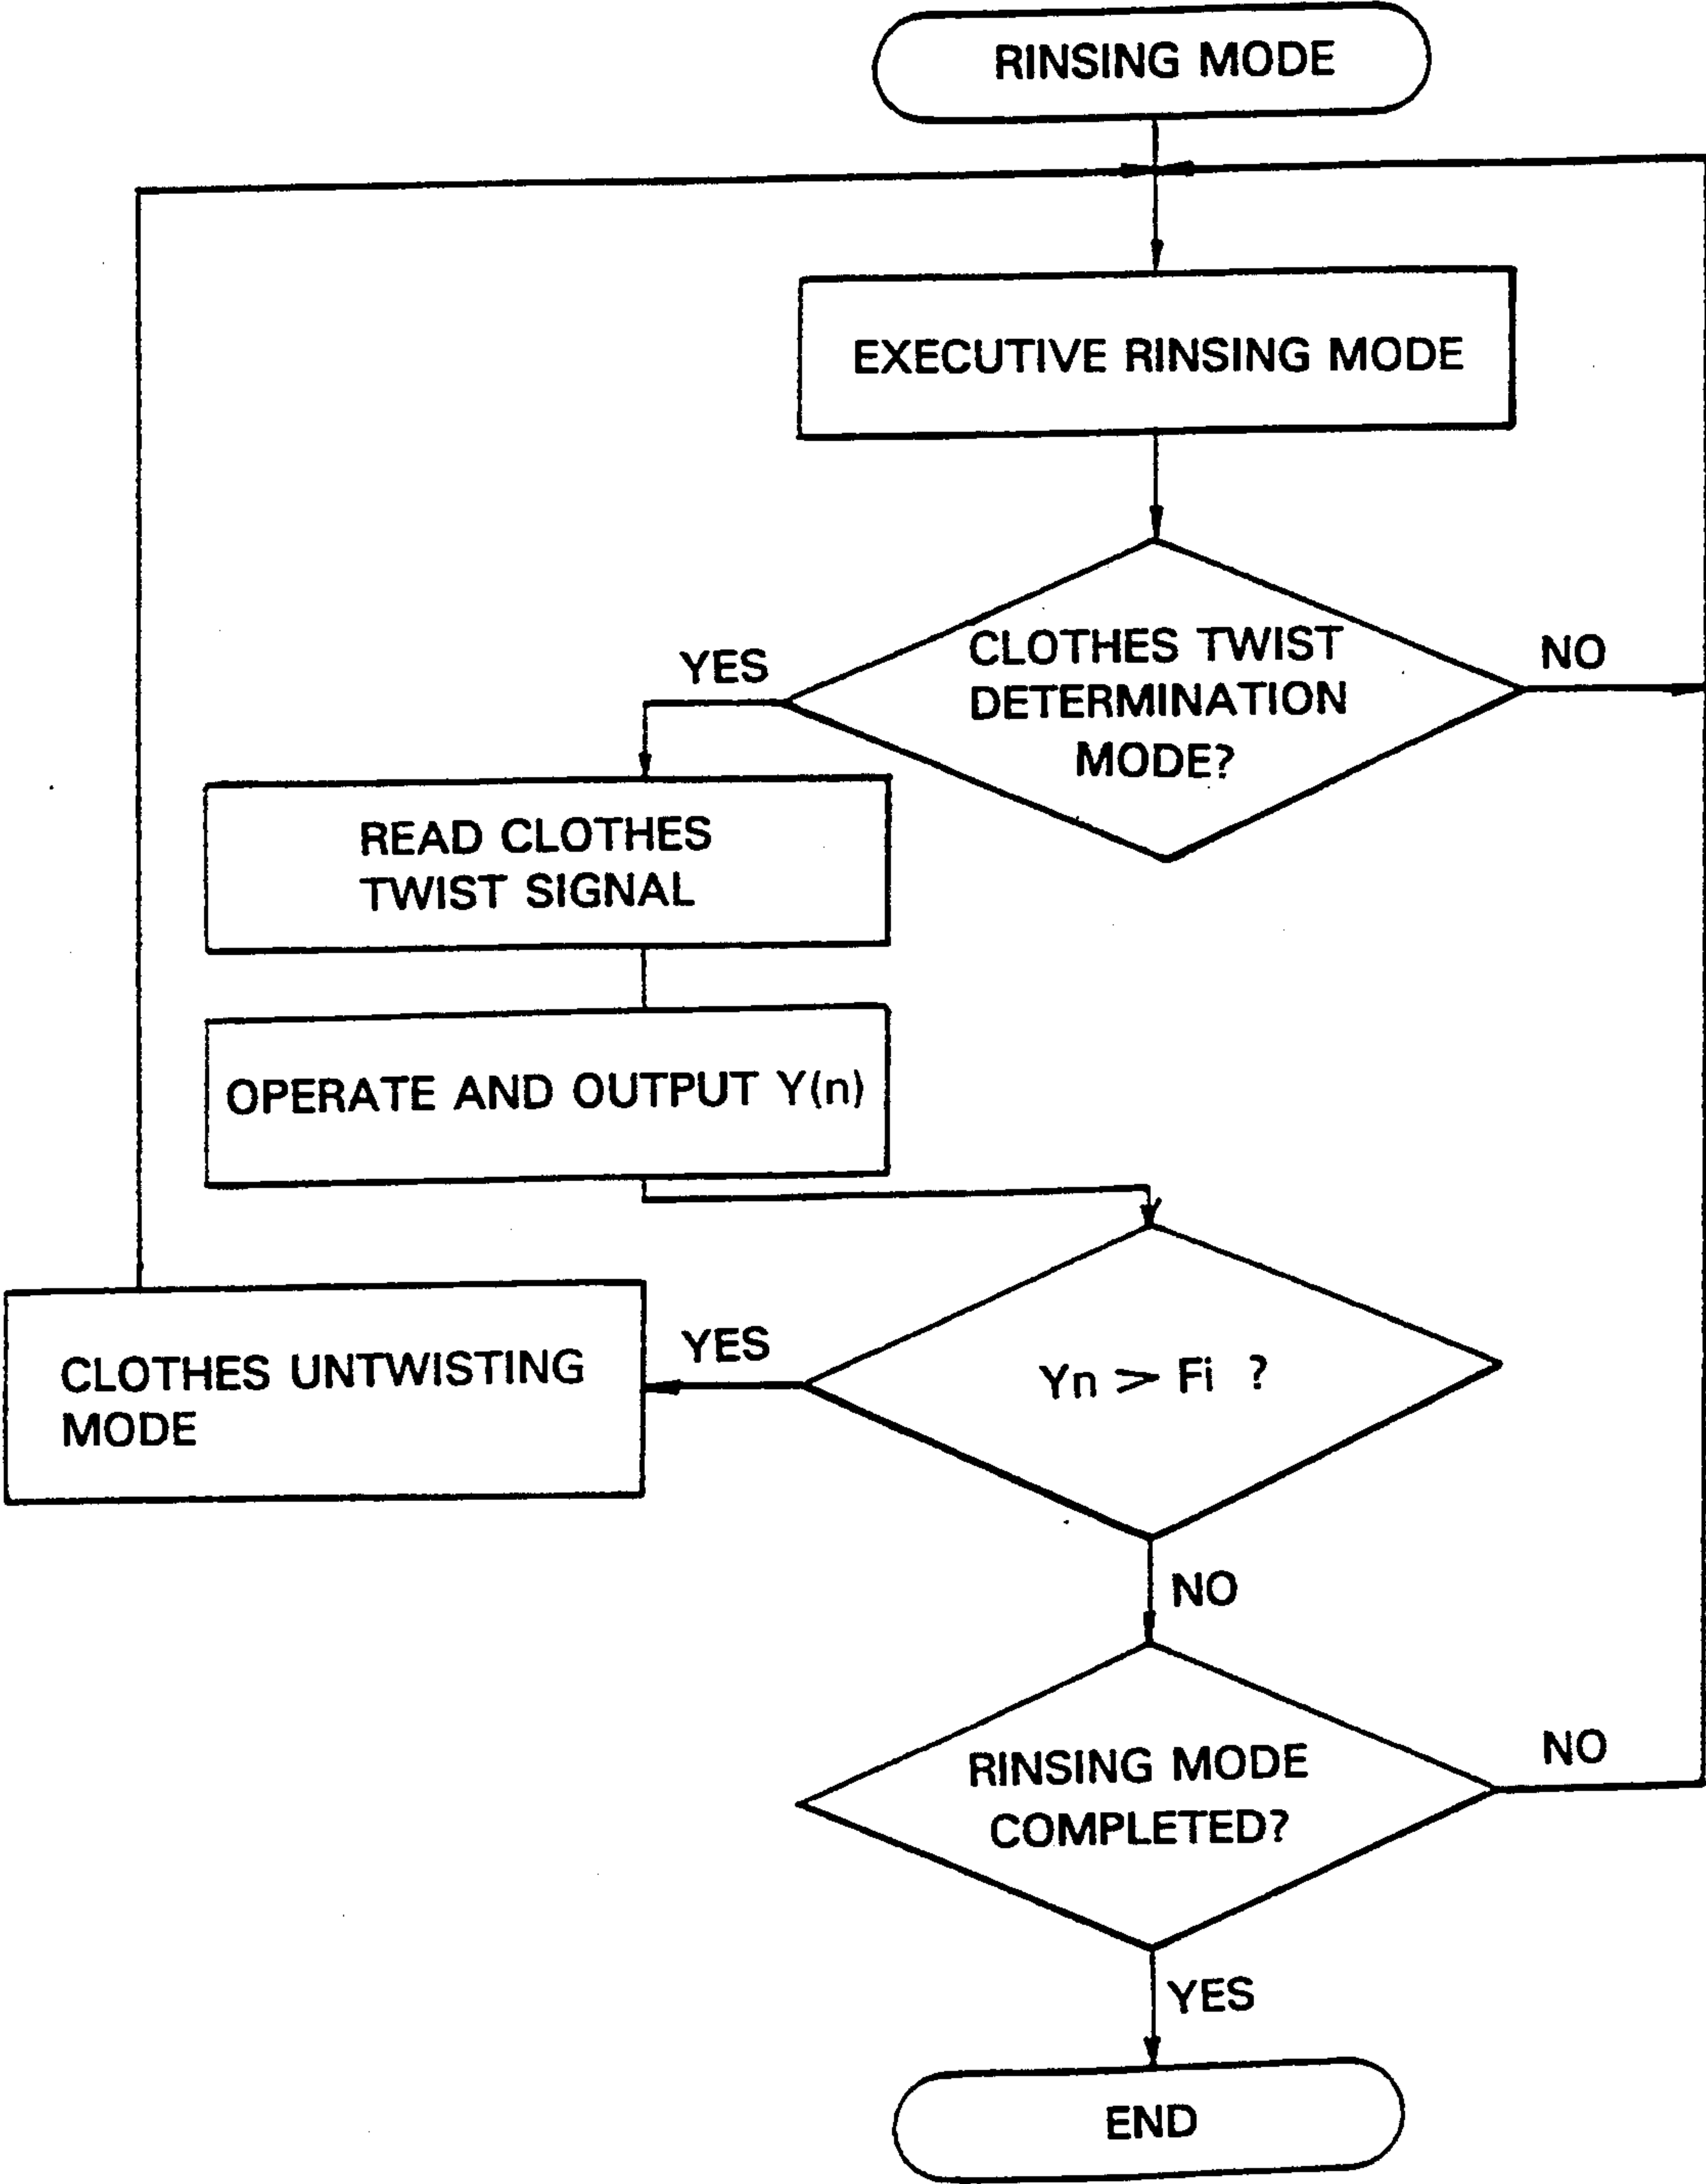 RINSING MODE
EXECUTIVE RINSING MODE
CLOTHES TWIST
DETERMINATION
MODE?
YES
NO
READ CLOTHES
TWIST SIGNAL
OPERATE AND OUTPUT Y(n)
Yn > Fi ?
YES
CLOTHES UNTWISTING
MODE
NO
RINSING MODE
COMPLETED?
NO
YES
END